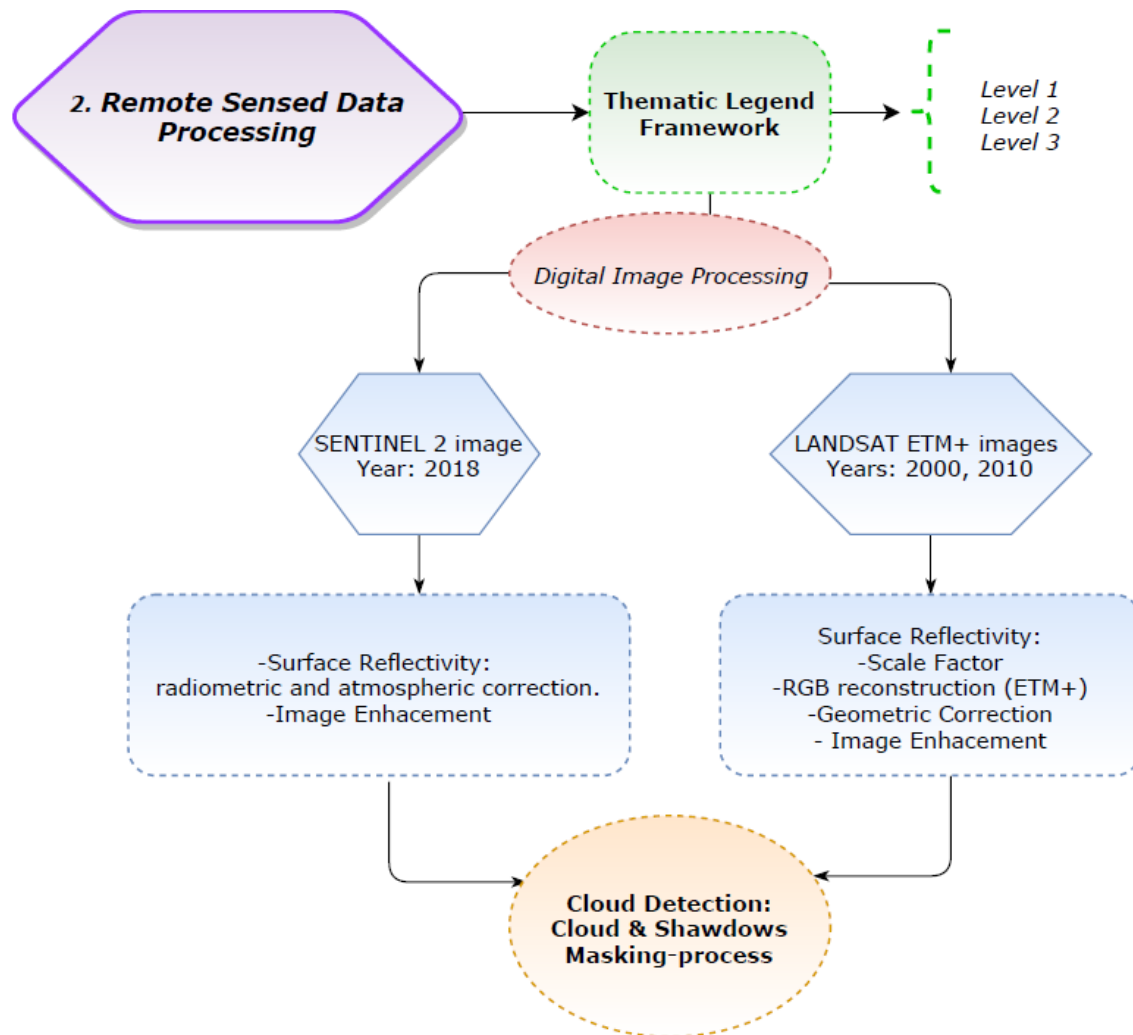 2. Remote Sensed Data
Processing
Thematic Legend
Framework
Level 1
Level 2
Level 3
Digital Image Processing
SENTINEL 2 image
Year: 2018
LANDSAT ETM+ images
Years: 2000, 2010
-Surface Reflectivity:
radiometric and atmospheric correction.
-Image Enhacement
Surface Reflectivity:
-Scale Factor
-RGB reconstruction (ETM+)
-Geometric Correction
- Image Enhacement
Cloud Detection:
Cloud & Shawdows
Masking-process